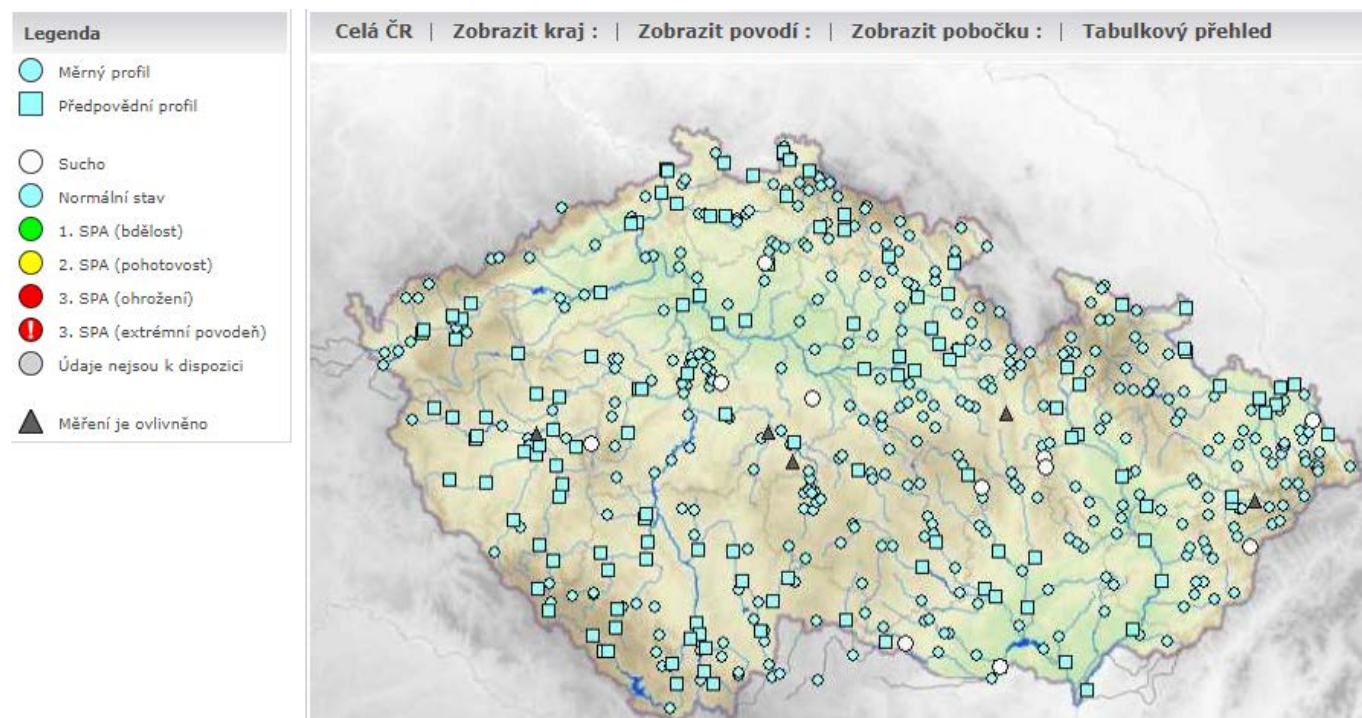 Legenda
Měrný profil
Předpovědní profil
Sucho
Normální stav
1. SPA (bdělost)
2. SPA (pohotovost)
3. SPA (ohrožení)
3. SPA (extrémní povodeň)
Údaje nejsou k dispozici
Měření je ovlivněno
Celá ČR | Zobrazit kraj : | Zobrazit povodí : | Zobrazit pobočku : | Tabulkový přehled